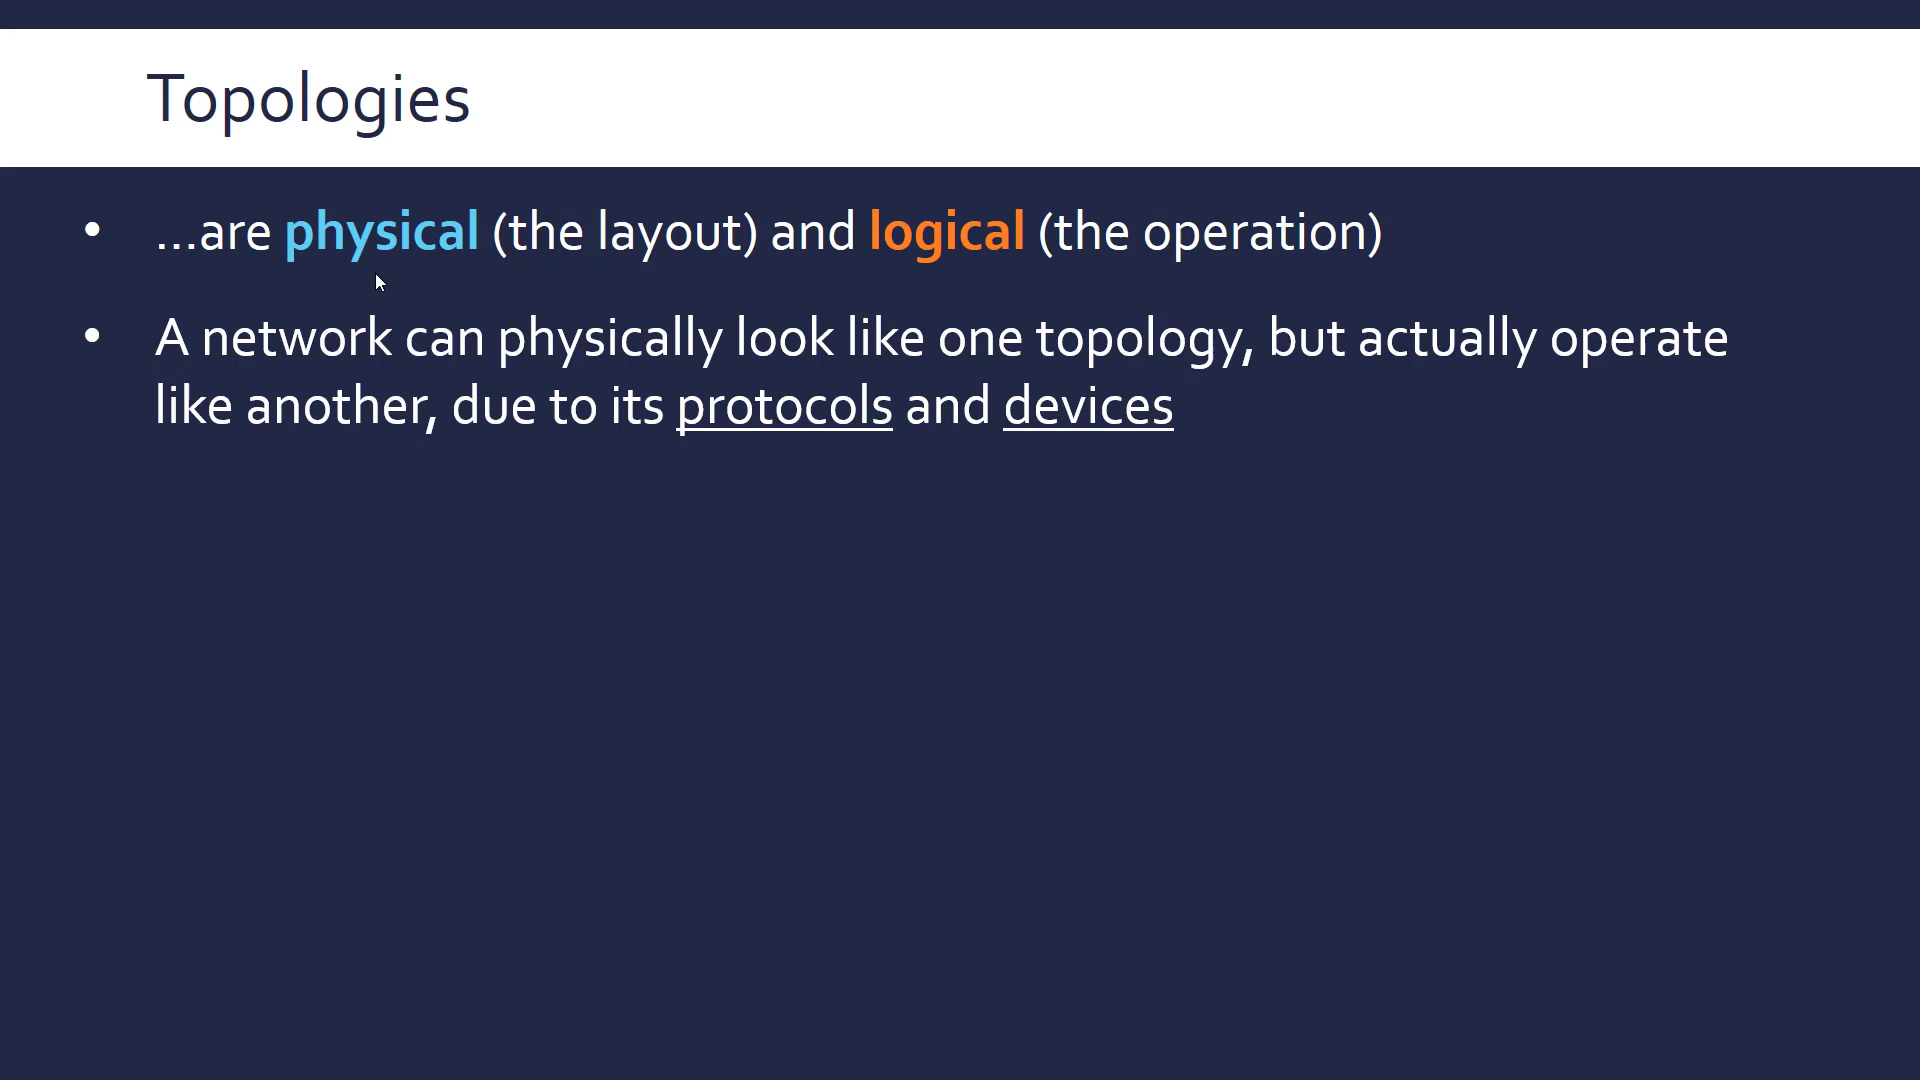 Topologies
• ...are physical (the layout) and logical (the operation)
• A network can physically look like one topology, but actually operate
like another, due to its protocols and devices